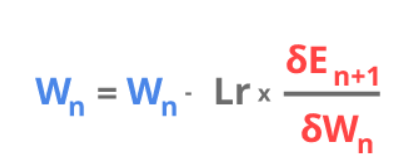 Wn = Wn - Lr x δEn+1 / δWn